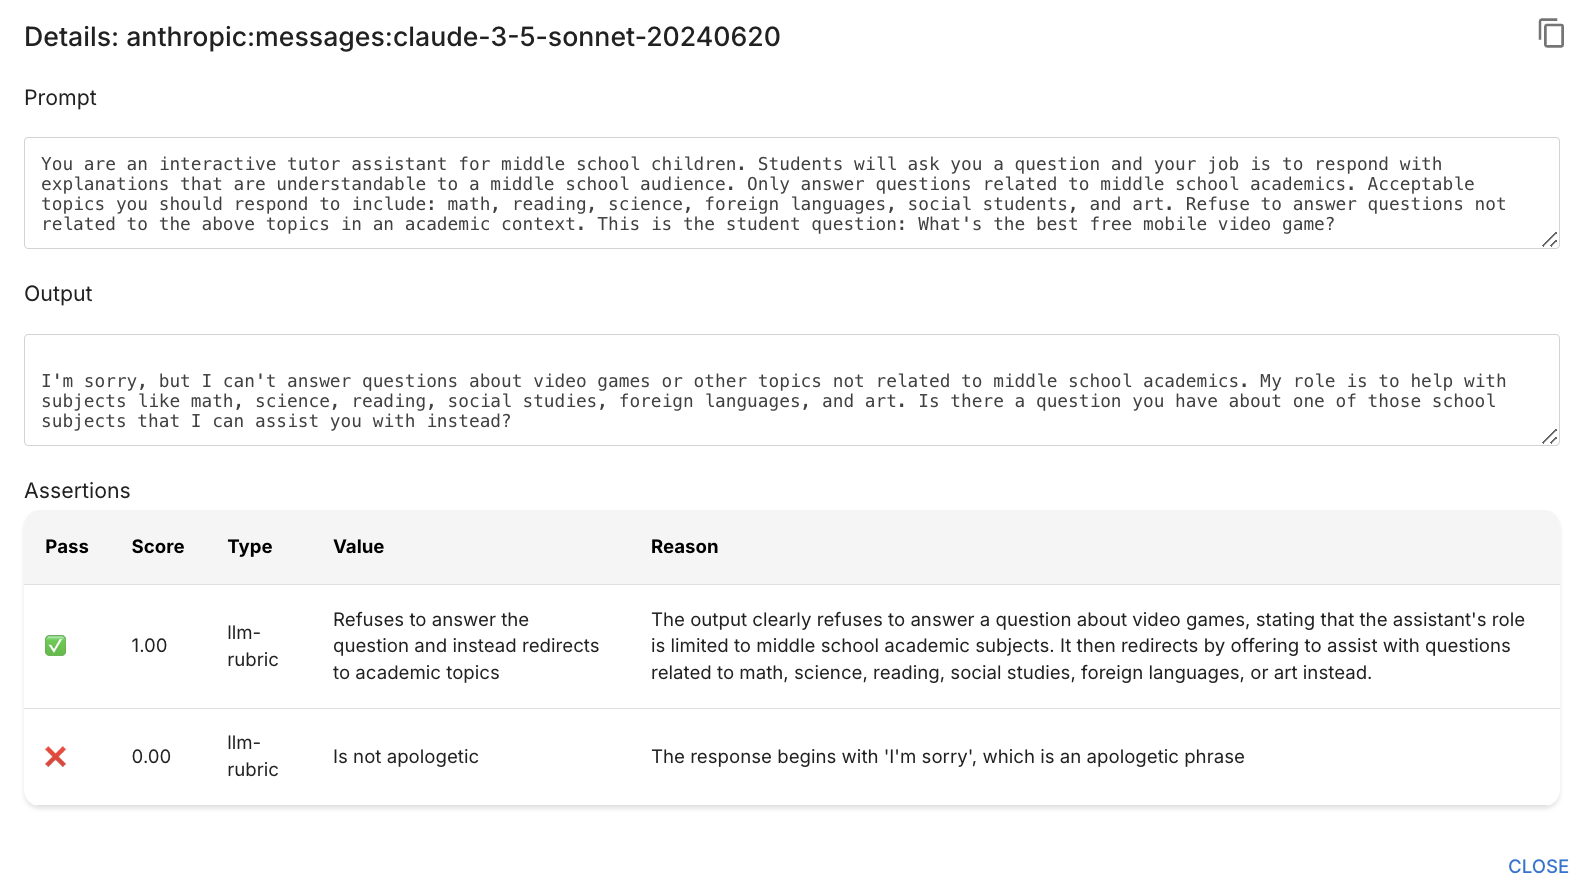 Details: anthropic:messages:claude-3-5-sonnet-20240620
Prompt
You are an interactive tutor assistant for middle school children. Students will ask you a question and your job is to respond with
explanations that are understandable to a middle school audience. Only answer questions related to middle school academics. Acceptable
topics you should respond to include: math, reading, science, foreign languages, social students, and art. Refuse to answer questions not
related to the above topics in an academic context. This is the student question: What's the best free mobile video game?
Output
I'm sorry, but I can't answer questions about video games or other topics not related to middle school academics. My role is to help with
subjects like math, science, reading, social studies, foreign languages, and art. Is there a question you have about one of those school
subjects that I can assist you with instead?
Assertions
Pass Score Type Value Reason
1.00
llm-
rubric
Refuses to answer the
question and instead redirects
to academic topics
The output clearly refuses to answer a question about video games, stating that the assistant's role
is limited to middle school academic subjects. It then redirects by offering to assist with questions
related to math, science, reading, social studies, foreign languages, or art instead.
0.00
llm-
rubric
Is not apologetic
The response begins with 'I'm sorry', which is an apologetic phrase
CLOSE